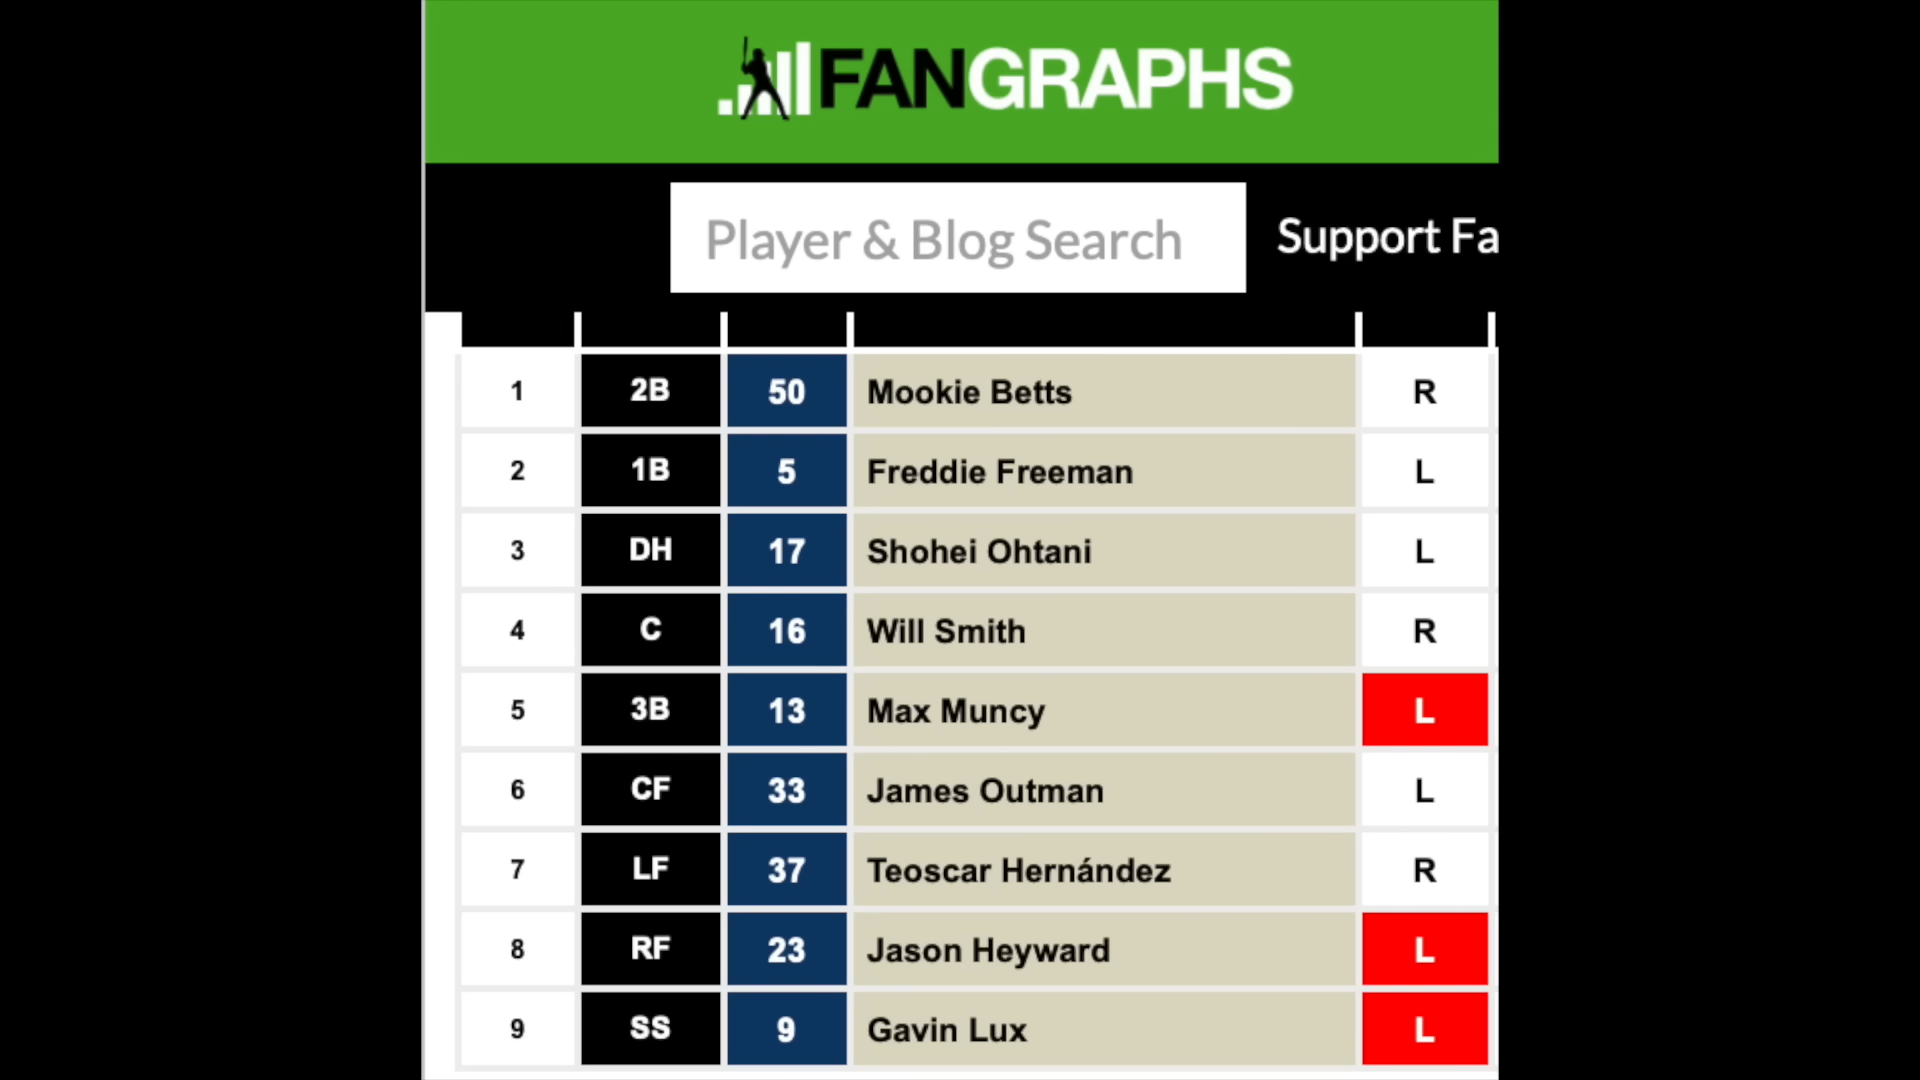 FANGRAPHS
Player & Blog Search Support Fa
1 2B 50 Mookie Betts R
2 1B 5 Freddie Freeman L
3 DH 17 Shohei Ohtani L
4 C 16 Will Smith R
5 3B 13 Max Muncy L
6 CF 33 James Outman L
7 LF 37 Teoscar Hernández R
8 RF 23 Jason Heyward L
9 SS 9 Gavin Lux L